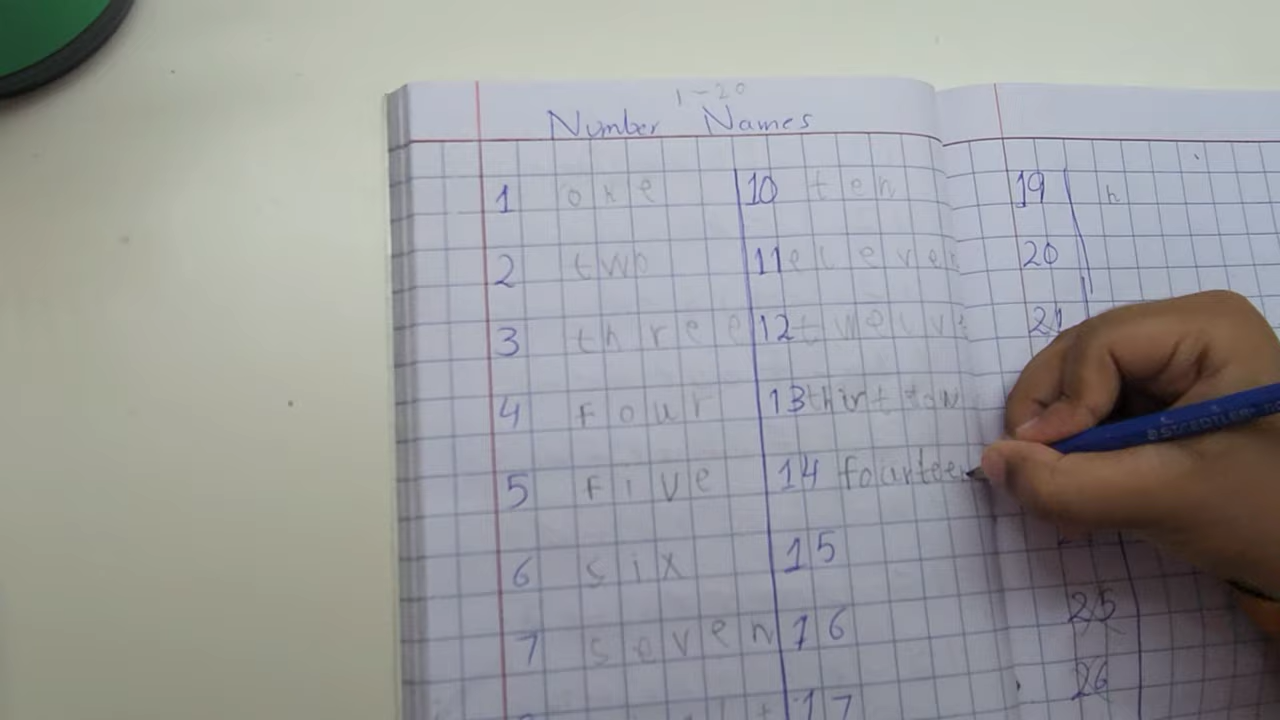 1-20
Number Names
1 one 10 ten 19 n
2 two 11 eleven 20
3 three 12 twelve 21
4 four 13
5 five 14 fourteen
6 six 15
7 seven 16 25
17 26
STAEDTLER